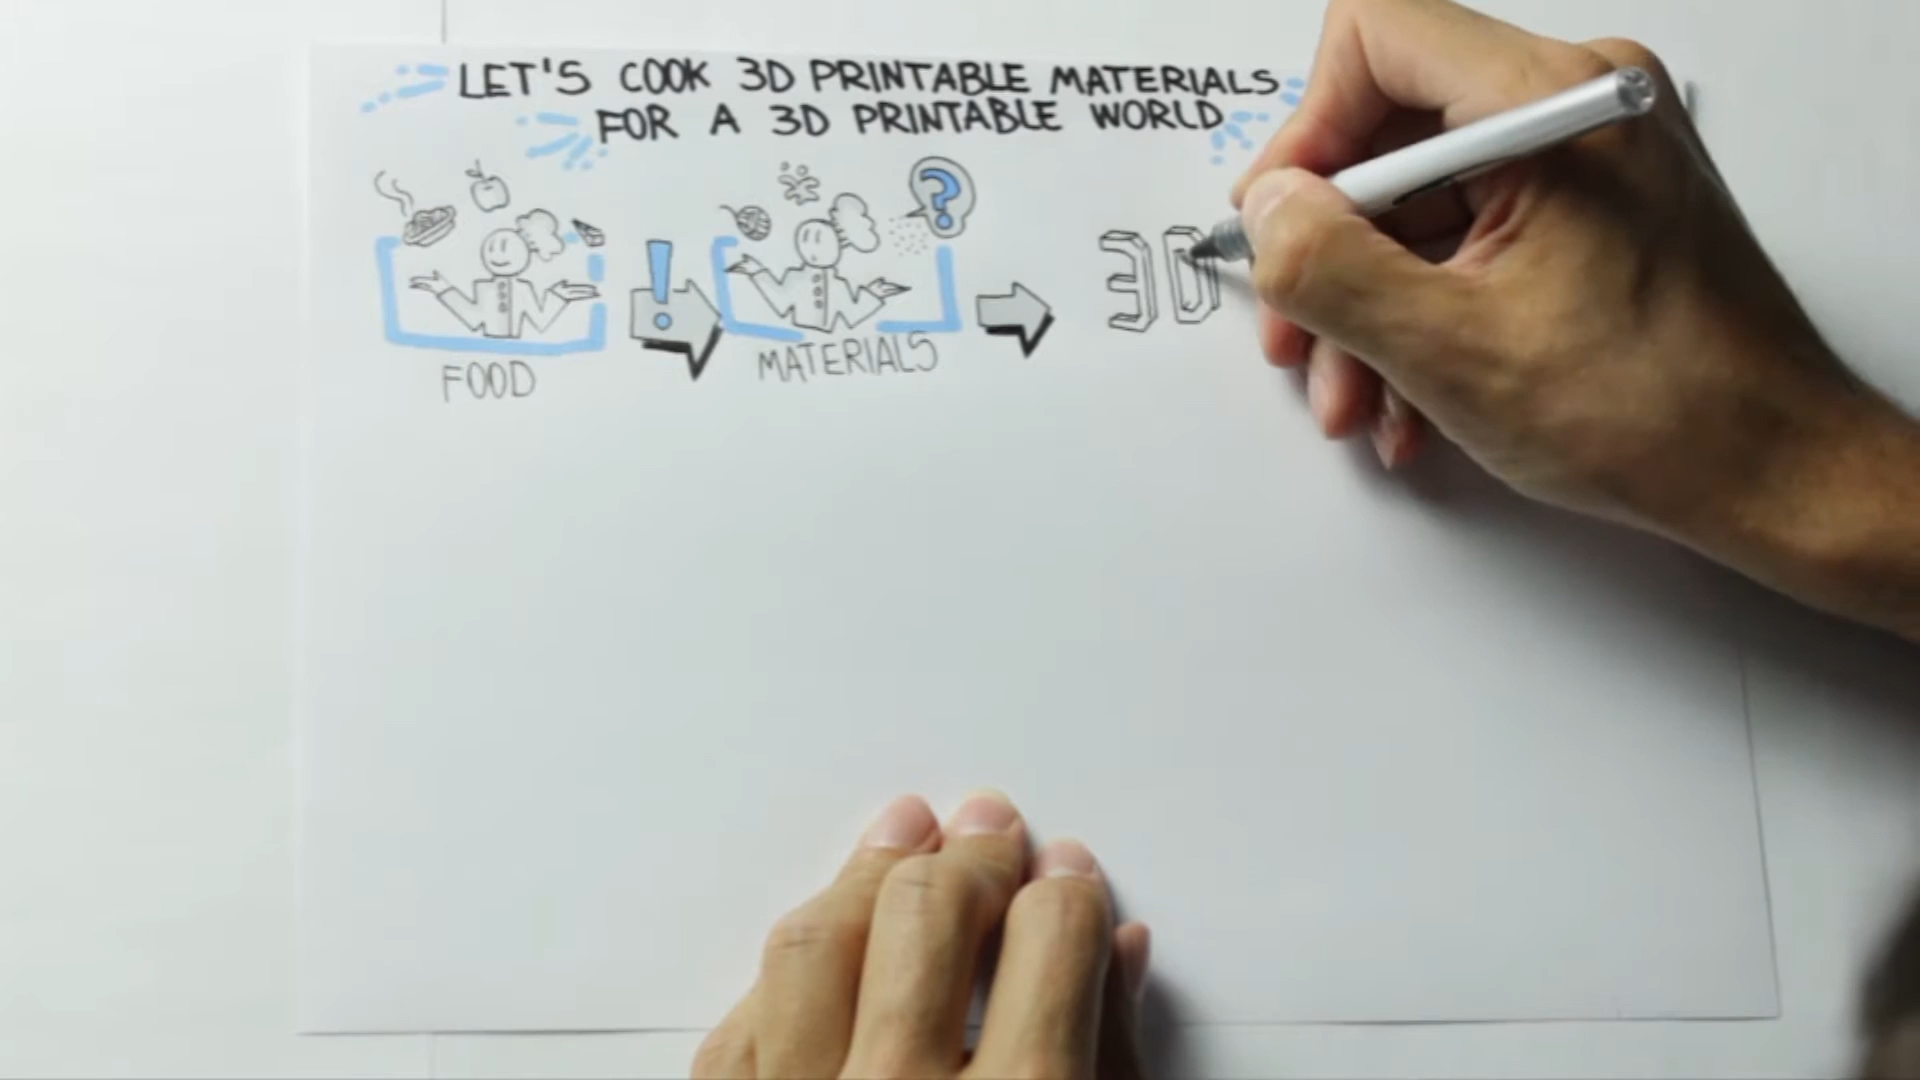 LET'S COOK 3D PRINTABLE MATERIALS
FOR A 3D PRINTABLE WORLD
?
!
3D
FOOD
MATERIALS